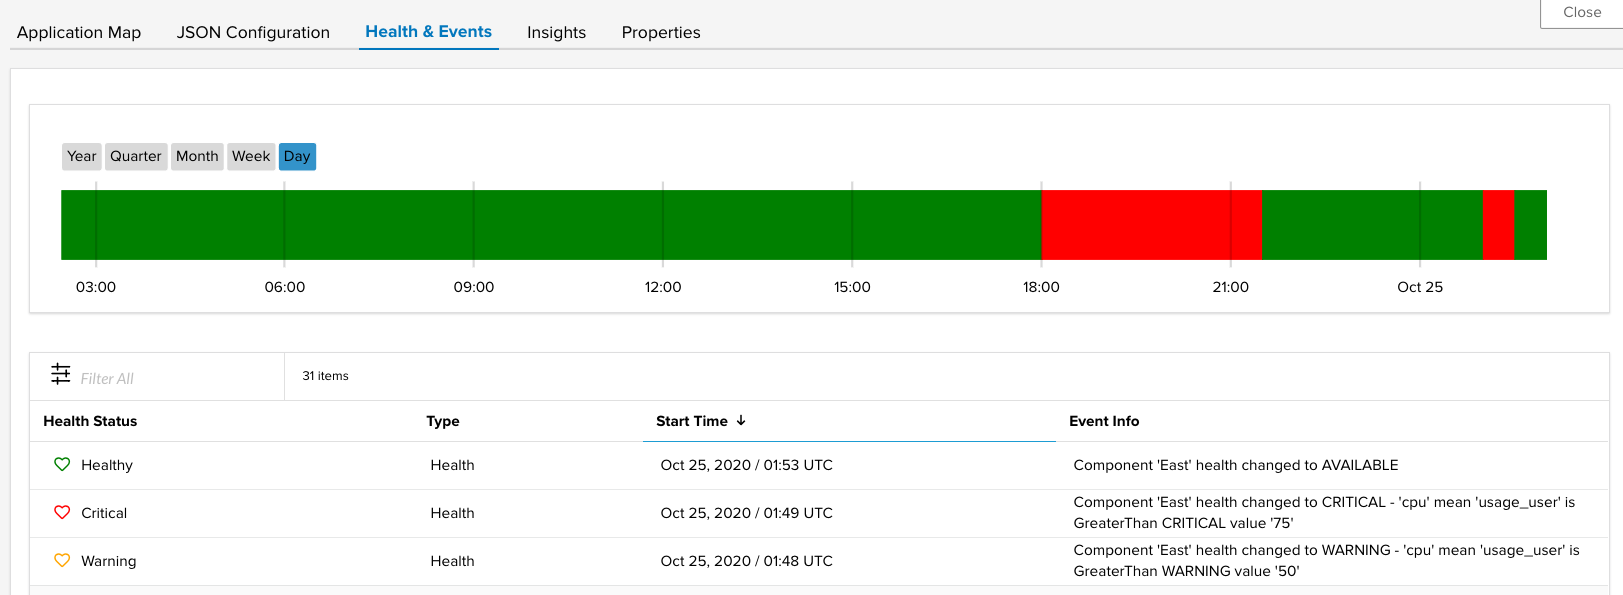 Close
Application Map JSON Configuration Health & Events Insights Properties
Year Quarter Month Week Day
03:00 06:00 09:00 12:00 15:00 18:00 21:00 Oct 25
Filter All 31 items
Health Status Type Start Time ↓ Event Info
Healthy Health Oct 25, 2020 / 01:53 UTC Component 'East' health changed to AVAILABLE
Critical Health Oct 25, 2020 / 01:49 UTC Component 'East' health changed to CRITICAL - 'cpu' mean 'usage_user' is
GreaterThan CRITICAL value '75'
Warning Health Oct 25, 2020 / 01:48 UTC Component 'East' health changed to WARNING - 'cpu' mean 'usage_user' is
GreaterThan WARNING value '50'